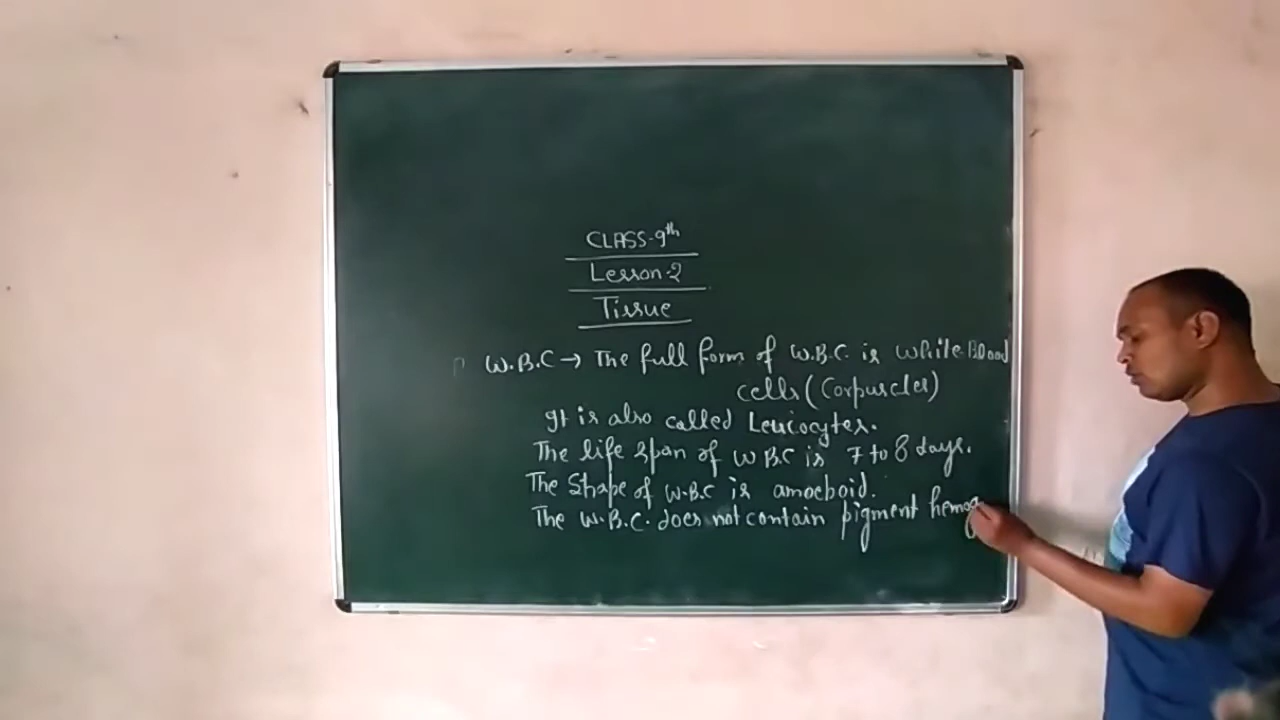 CLASS-9th
Lesson-2
Tissue
W.B.C → The full form of W.B.C. is White Blood
cells (Corpuscles)
It is also called Leucocytes.
The life span of W B.C is 7 to 8 days.
The Shape of W.B.C is amoeboid.
The W.B.C. does not contain pigment hemog